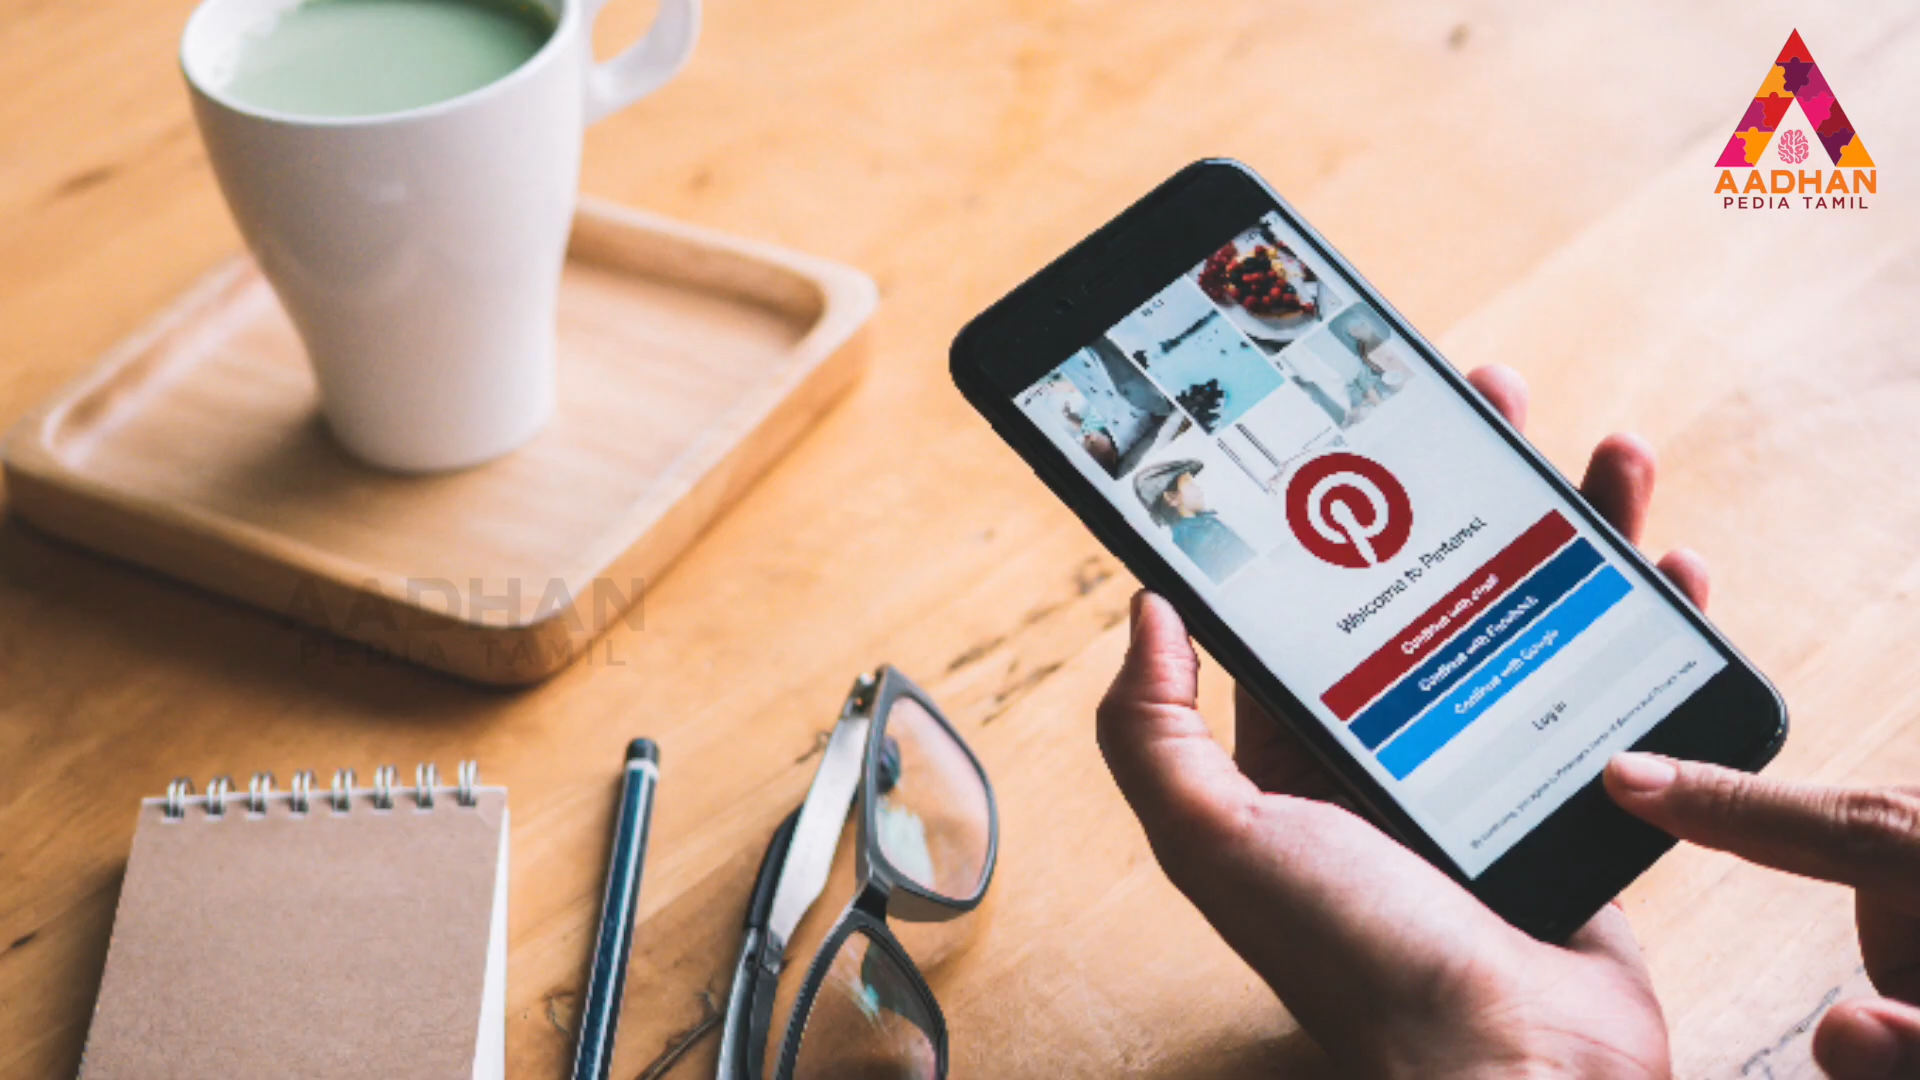 AADHAN
PEDIA TAMIL
Welcome to Pinterest
Continue with email
Continue with Facebook
Continue with Google
Log in
AADHAN
PEDIA TAMIL